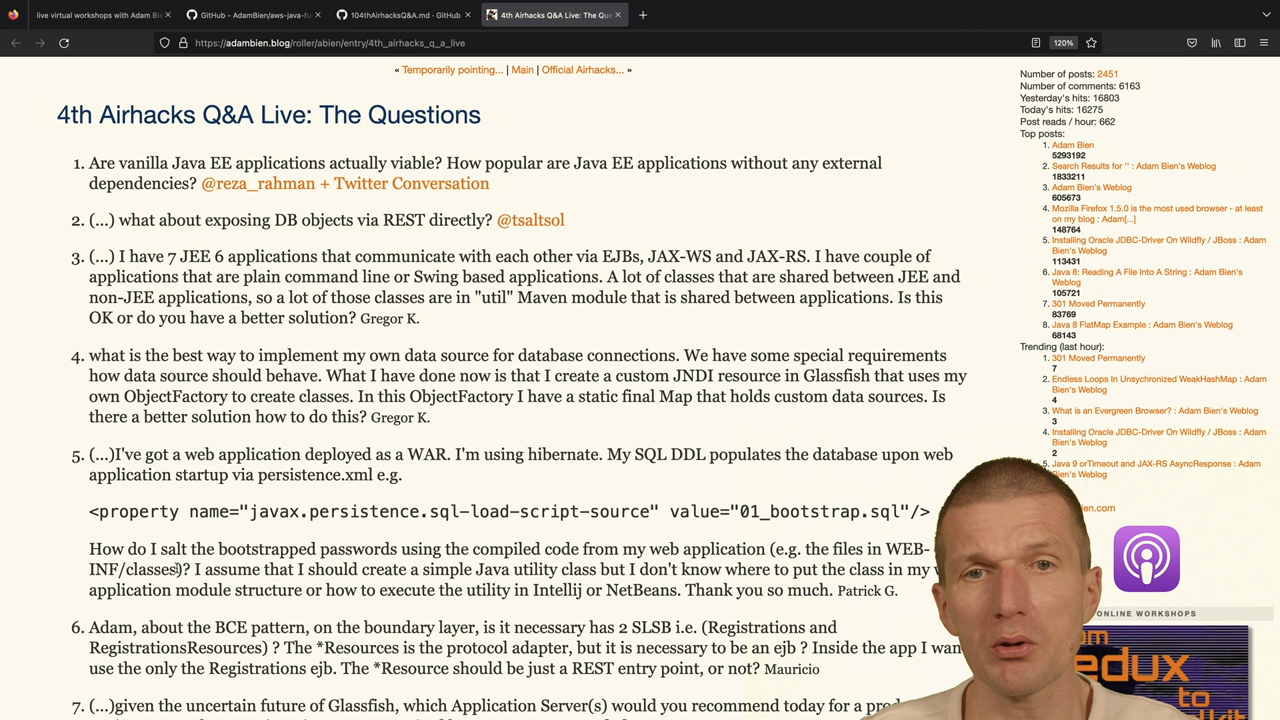 live virtual workshops with Adam Bi
GitHub - AdamBien/aws-java-fu
104thAirhacksQ&A.md · GitHub
4th Airhacks Q&A Live: The Que
https://adambien.blog/roller/abien/entry/4th_airhacks_q_a_live
120%
« Temporarily pointing... | Main | Official Airhacks... »
4th Airhacks Q&A Live: The Questions
1. Are vanilla Java EE applications actually viable? How popular are Java EE applications without any external
dependencies? @reza_rahman + Twitter Conversation
2. (...) what about exposing DB objects via REST directly? @tsaltsol
3. (...) I have 7 JEE 6 applications that communicate with each other via EJBs, JAX-WS and JAX-RS. I have couple of
applications that are plain command line or Swing based applications. A lot of classes that are shared between JEE and
non-JEE applications, so a lot of those classes are in "util" Maven module that is shared between applications. Is this
OK or do you have a better solution? Gregor K.
4. what is the best way to implement my own data source for database connections. We have some special requirements
how data source should behave. What I have done now is that I create a custom JNDI resource in Glassfish that uses my
own ObjectFactory to create classes. In this ObjectFactory I have a static final Map that holds custom data sources. Is
there a better solution how to do this? Gregor K.
5. (...)I've got a web application deployed as a WAR. I'm using hibernate. My SQL DDL populates the database upon web
application startup via persistence.xml e.g.
<property name="javax.persistence.sql-load-script-source" value="01_bootstrap.sql"/>
How do I salt the bootstrapped passwords using the compiled code from my web application (e.g. the files in WEB-
INF/classes)? I assume that I should create a simple Java utility class but I don't know where to put the class in my
application module structure or how to execute the utility in Intellij or NetBeans. Thank you so much. Patrick G.
6. Adam, about the BCE pattern, on the boundary layer, is it necessary has 2 SLSB i.e. (Registrations and
RegistrationsResources) ? The *Resources is the protocol adapter, but it is necessary to be an ejb ? Inside the app I wan
use the only the Registrations ejb. The *Resource should be just a REST entry point, or not? Mauricio
7. (...)given the uncertain future of Glassfish, which Application Server(s) would you recommend today for a
Number of posts: 2451
Number of comments: 6163
Yesterday's hits: 16803
Today's hits: 16275
Post reads / hour: 662
Top posts:
1. Adam Bien
5293192
2. Search Results for '' : Adam Bien's Weblog
1833211
3. Adam Bien's Weblog
605673
4. Mozilla Firefox 1.5.0 is the most used browser - at least
on my blog : Adam[...]
148764
5. Installing Oracle JDBC-Driver On Wildfly / JBoss : Adam
Bien's Weblog
113431
6. Java 8: Reading A File Into A String : Adam Bien's
Weblog
105721
7. 301 Moved Permanently
83769
8. Java 8 FlatMap Example : Adam Bien's Weblog
68143
Trending (last hour):
1. 301 Moved Permanently
7
2. Endless Loops In Unsychronized WeakHashMap : Adam
Bien's Weblog
4
3. What is an Evergreen Browser? : Adam Bien's Weblog
3
4. Installing Oracle JDBC-Driver On Wildfly / JBoss : Adam
Bien's Weblog
2
5. Java 9 orTimeout and JAX-RS AsyncResponse : Adam
Bien's Weblog
en.com
ONLINE WORKSHOPS
om
edux
to